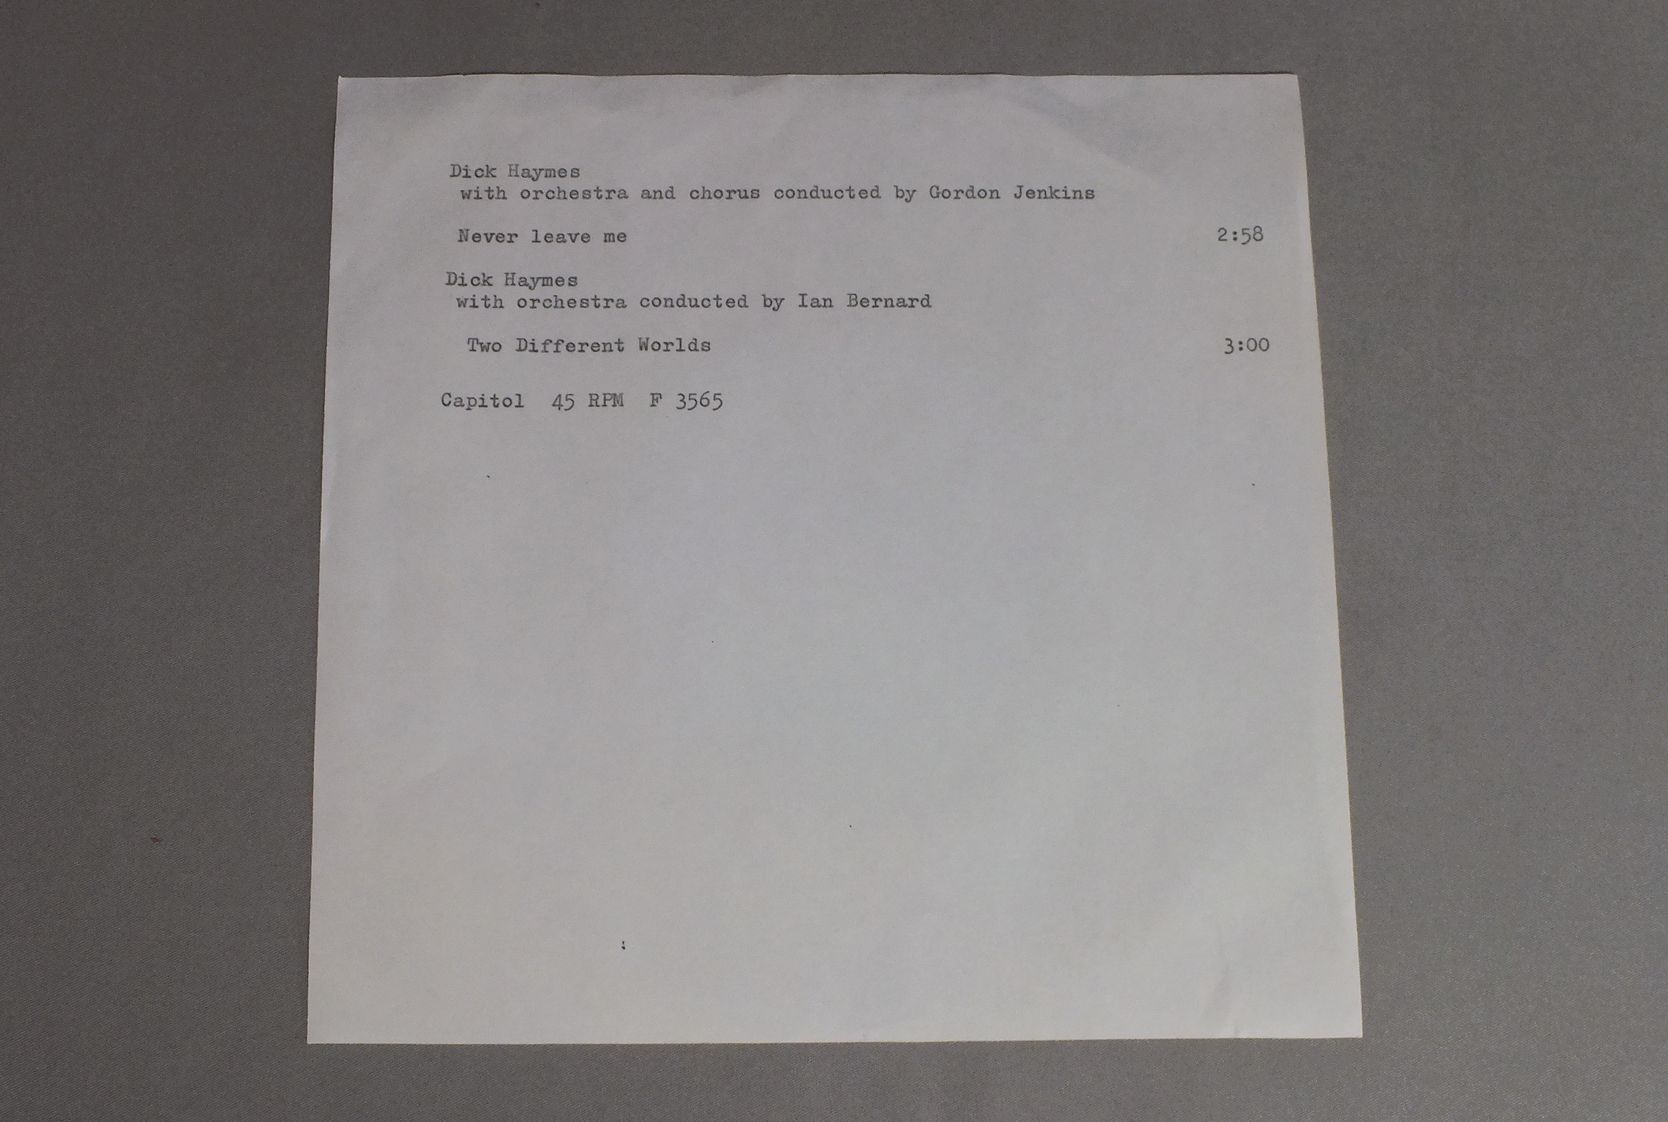 Dick Haymes
with orchestra and chorus conducted by Gordon Jenkins
Never leave me 2:58
Dick Haymes
with orchestra conducted by Ian Bernard
Two Different Worlds 3:00
Capitol 45 RPM F 3565